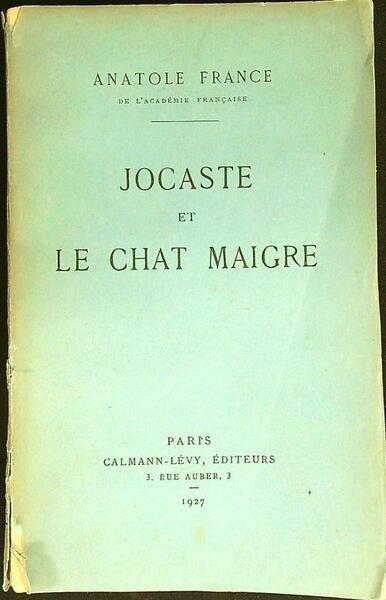 ANATOLE FRANCE
DE L'ACADÉMIE FRANÇAISE
JOCASTE
ET
LE CHAT MAIGRE
PARIS
CALMANN-LÉVY, ÉDITEURS
3, RUE AUBER, 3
1927